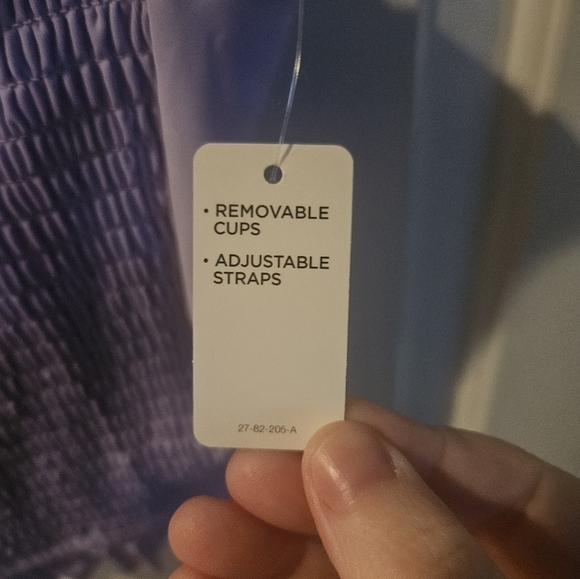 • REMOVABLE
CUPS
• ADJUSTABLE
STRAPS
27-82-205-A